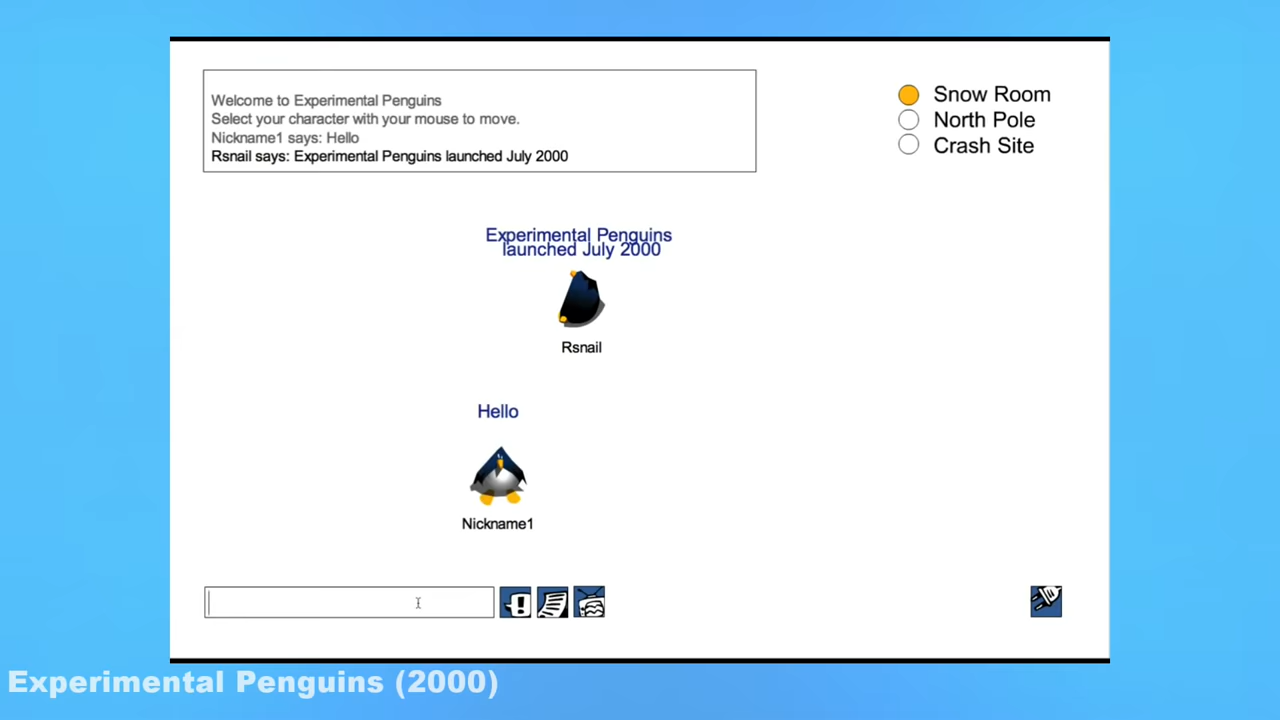 Welcome to Experimental Penguins
Select your character with your mouse to move.
Nickname1 says: Hello
Rsnail says: Experimental Penguins launched July 2000
Snow Room
North Pole
Crash Site
Experimental Penguins
launched July 2000
Rsnail
Hello
Nickname1
Experimental Penguins (2000)